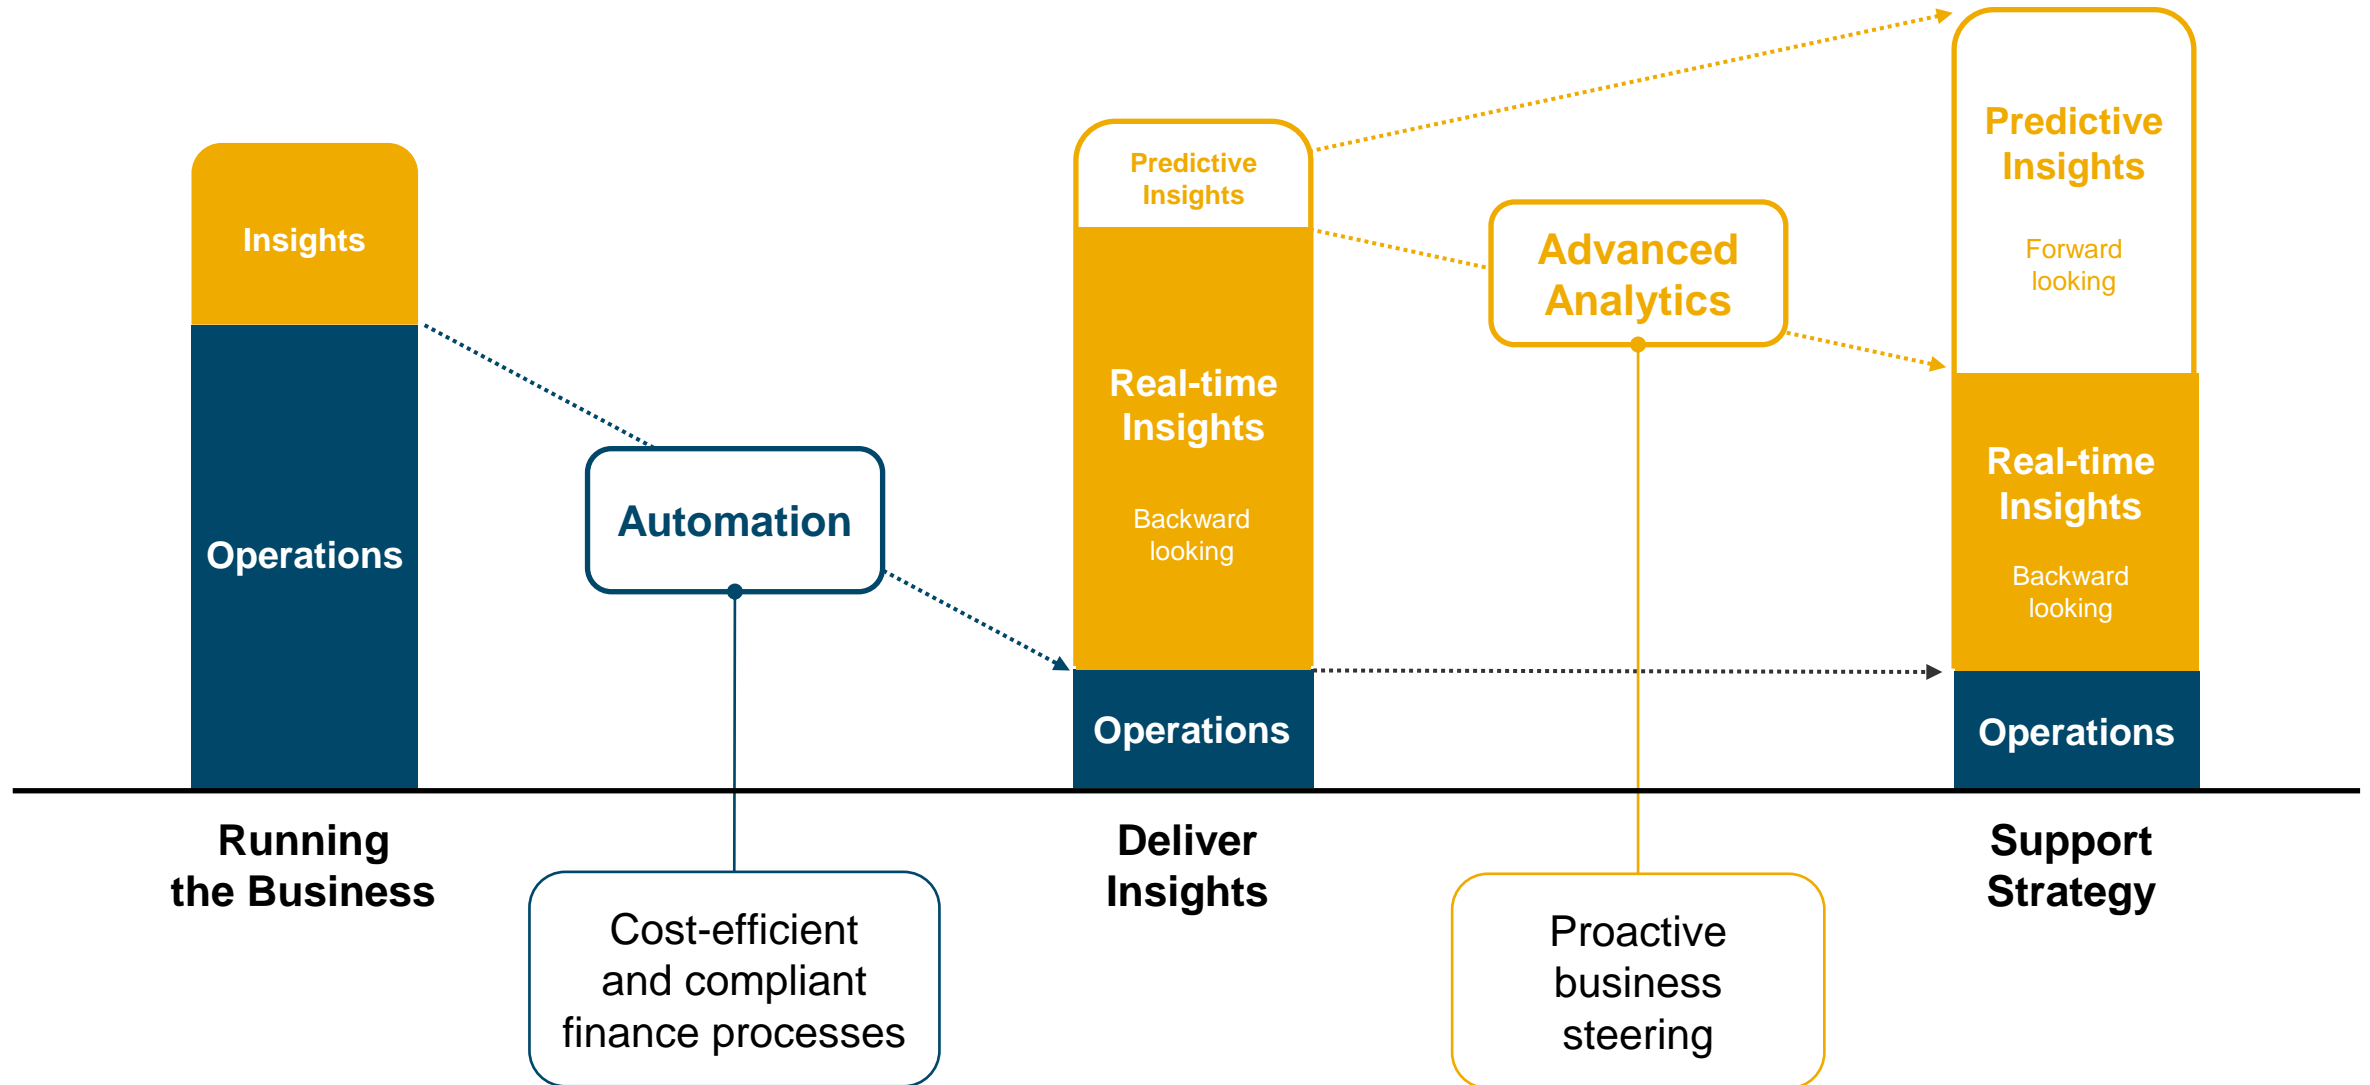 Insights
Operations
Automation
Predictive
Insights
Real-time
Insights
Backward
looking
Operations
Advanced
Analytics
Predictive
Insights
Forward
looking
Real-time
Insights
Backward
looking
Operations
Running
the Business
Deliver
Insights
Support
Strategy
Cost-efficient
and compliant
finance processes
Proactive
business
steering